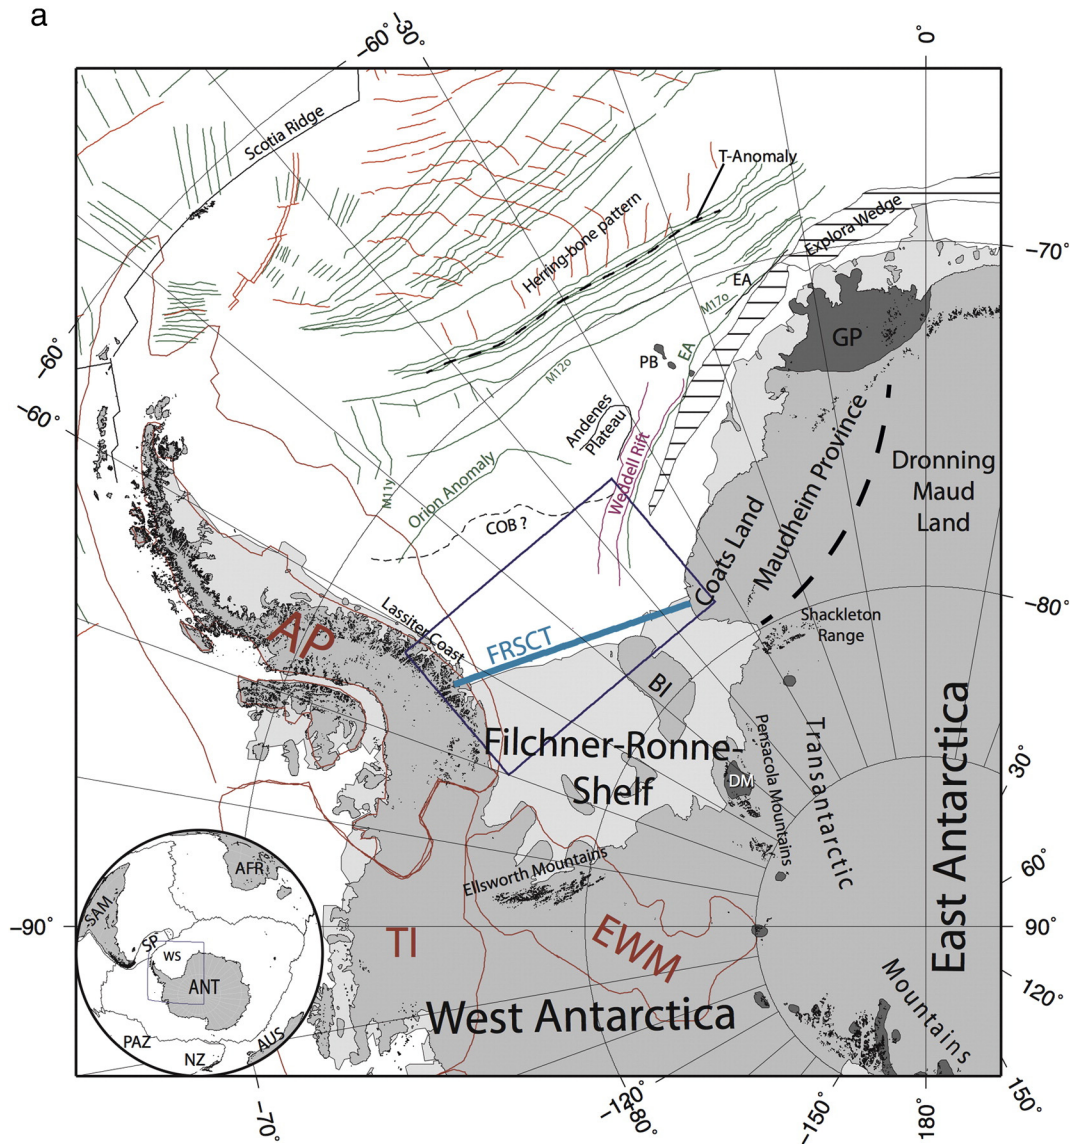 a
−60°
−30°
0°
Scotia Ridge
T-Anomaly
Herring-bone pattern
Explora Wedge
−70°
EA
M17o
GP
PB
EA
M12o
−60°
−60°
Andenes
Plateau
Weddell Rift
Maudheim Province
Dronning
Maud
Land
Orion Anomaly
M11y
COB ?
Coats Land
−80°
Lassiter Coast
AP
FRSCT
Shackleton
Range
BI
Filchner-Ronne-
Shelf
DM
Pensacola Mountains
Transantarctic
East Antarctica
30°
60°
Ellsworth Mountains
AFR
SAM
SP
WS
ANT
PAZ
NZ
AUS
−90°
TI
EWM
90°
West Antarctica
Mountains
120°
−70°
−120°
−80°
−150°
180°
150°